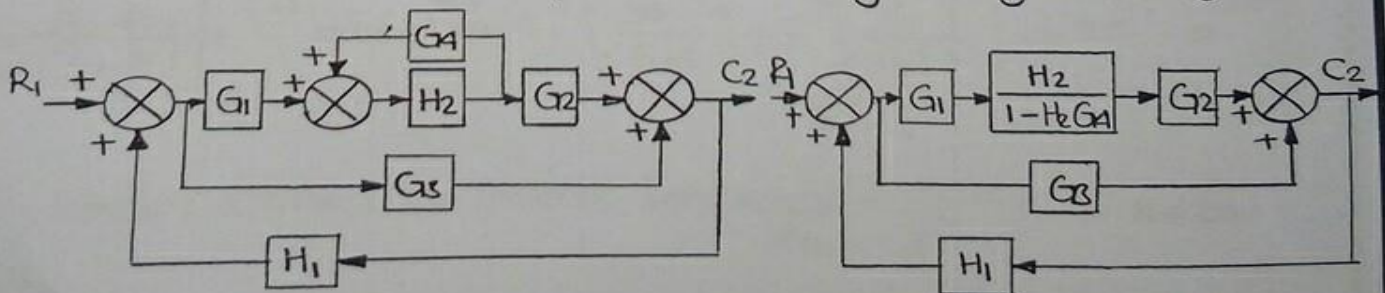 G4
R1 + G1 + + H2 G2 + C2
+ +
G3
H1
R1 + G1 H2 G2 + C2
1-H2G4
+ +
G3
H1